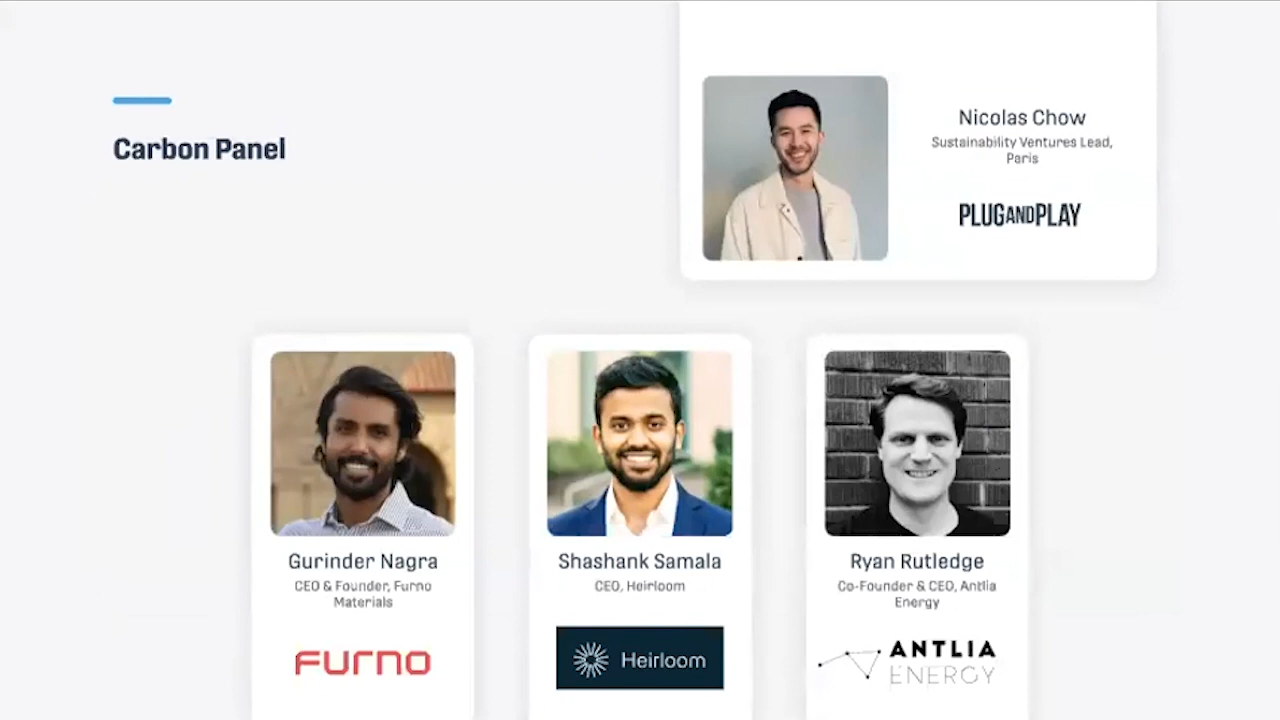 Carbon Panel
Nicolas Chow
Sustainability Ventures Lead,
Paris
PLUGANDPLAY
Gurinder Nagra
CEO & Founder, Furno
Materials
FURNO
Shashank Samala
CEO, Heirloom
Heirloom
Ryan Rutledge
Co-Founder & CEO, Antlia
Energy
ANTLIA
ENERGY